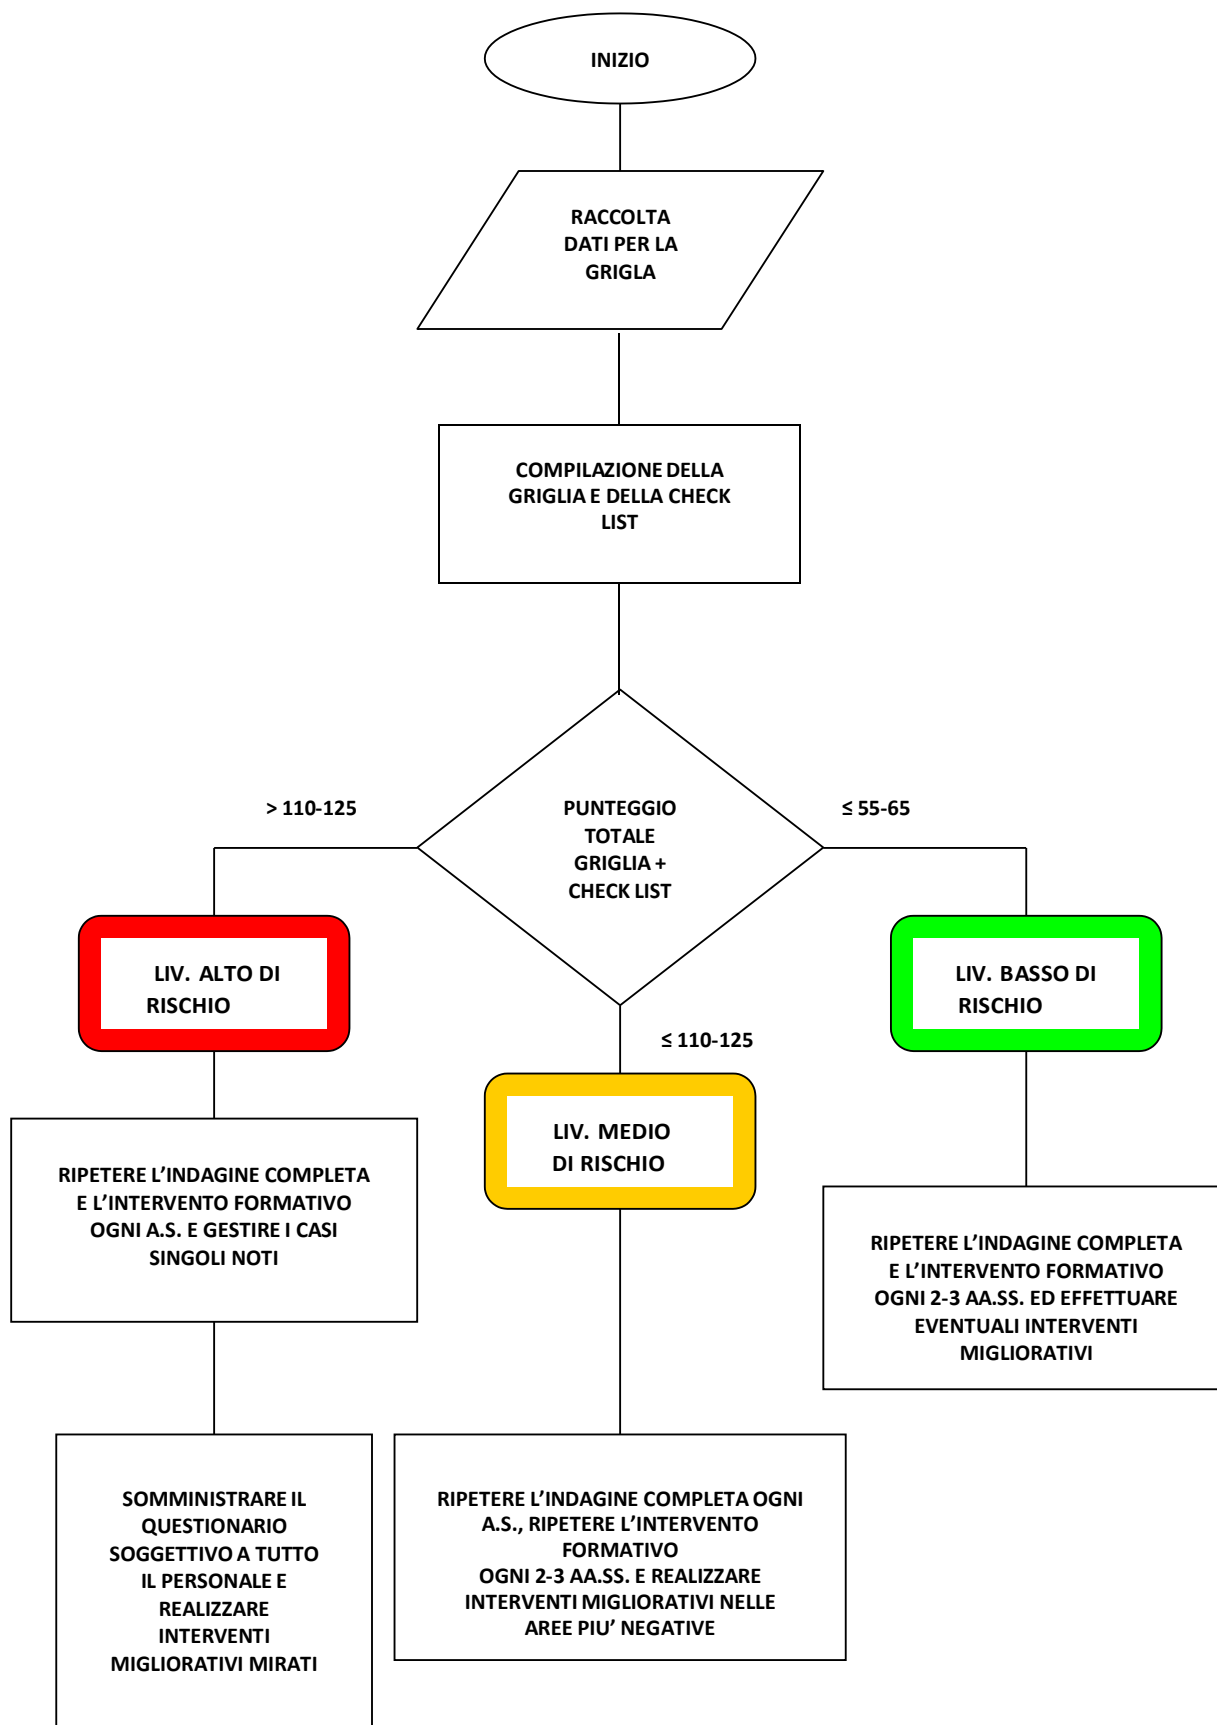 INIZIO
RACCOLTA
DATI PER LA
GRIGLA
COMPILAZIONE DELLA
GRIGLIA E DELLA CHECK
LIST
> 110-125
PUNTEGGIO
TOTALE
GRIGLIA +
CHECK LIST
≤ 55-65
LIV. ALTO DI
RISCHIO
LIV. BASSO DI
RISCHIO
≤ 110-125
LIV. MEDIO
DI RISCHIO
RIPETERE L’INDAGINE COMPLETA
E L’INTERVENTO FORMATIVO
OGNI A.S. E GESTIRE I CASI
SINGOLI NOTI
RIPETERE L’INDAGINE COMPLETA
E L’INTERVENTO FORMATIVO
OGNI 2-3 AA.SS. ED EFFETTUARE
EVENTUALI INTERVENTI
MIGLIORATIVI
SOMMINISTRARE IL
QUESTIONARIO
SOGGETTIVO A TUTTO
IL PERSONALE E
REALIZZARE
INTERVENTI
MIGLIORATIVI MIRATI
RIPETERE L’INDAGINE COMPLETA OGNI
A.S., RIPETERE L’INTERVENTO
FORMATIVO
OGNI 2-3 AA.SS. E REALIZZARE
INTERVENTI MIGLIORATIVI NELLE
AREE PIU’ NEGATIVE